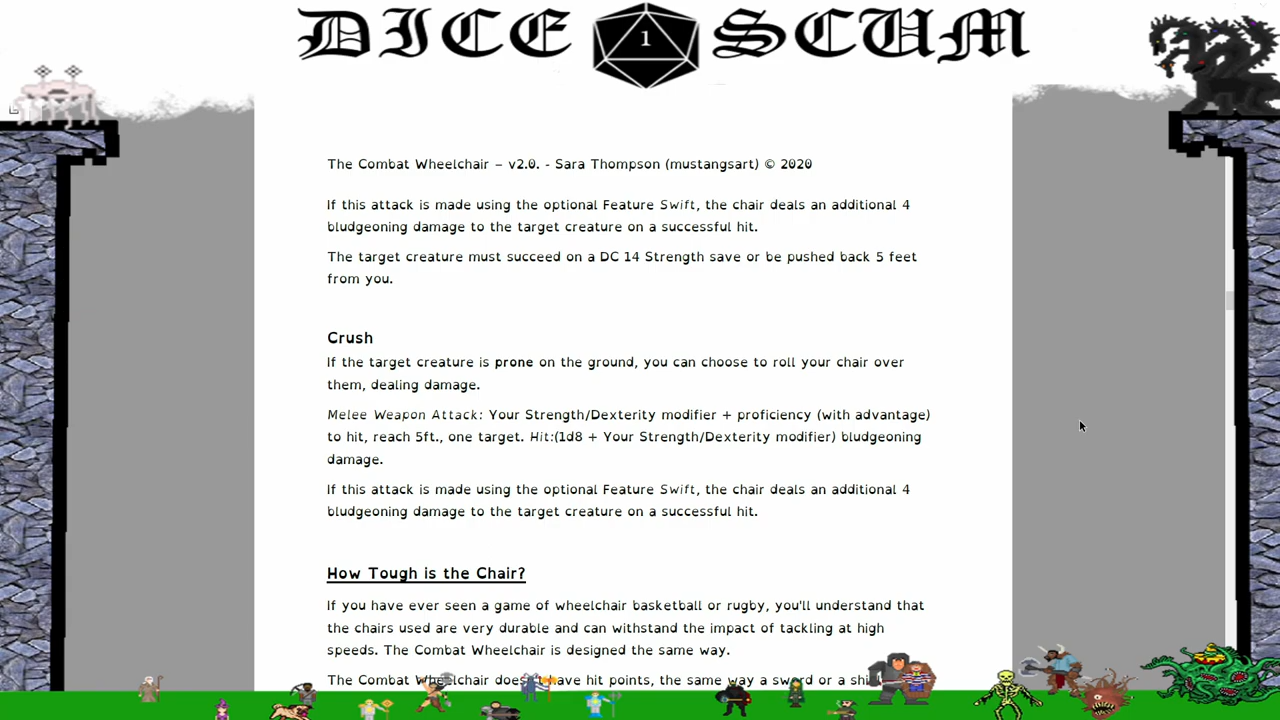 DICE 1 SCUM
The Combat Wheelchair – v2.0. - Sara Thompson (mustangsart) © 2020
If this attack is made using the optional Feature Swift, the chair deals an additional 4
bludgeoning damage to the target creature on a successful hit.
The target creature must succeed on a DC 14 Strength save or be pushed back 5 feet
from you.
Crush
If the target creature is prone on the ground, you can choose to roll your chair over
them, dealing damage.
Melee Weapon Attack: Your Strength/Dexterity modifier + proficiency (with advantage)
to hit, reach 5ft., one target. Hit:(1d8 + Your Strength/Dexterity modifier) bludgeoning
damage.
If this attack is made using the optional Feature Swift, the chair deals an additional 4
bludgeoning damage to the target creature on a successful hit.
How Tough is the Chair?
If you have ever seen a game of wheelchair basketball or rugby, you'll understand that
the chairs used are very durable and can withstand the impact of tackling at high
speeds. The Combat Wheelchair is designed the same way.
The Combat Wheelchair doesn't have hit points, the same way a sword or a